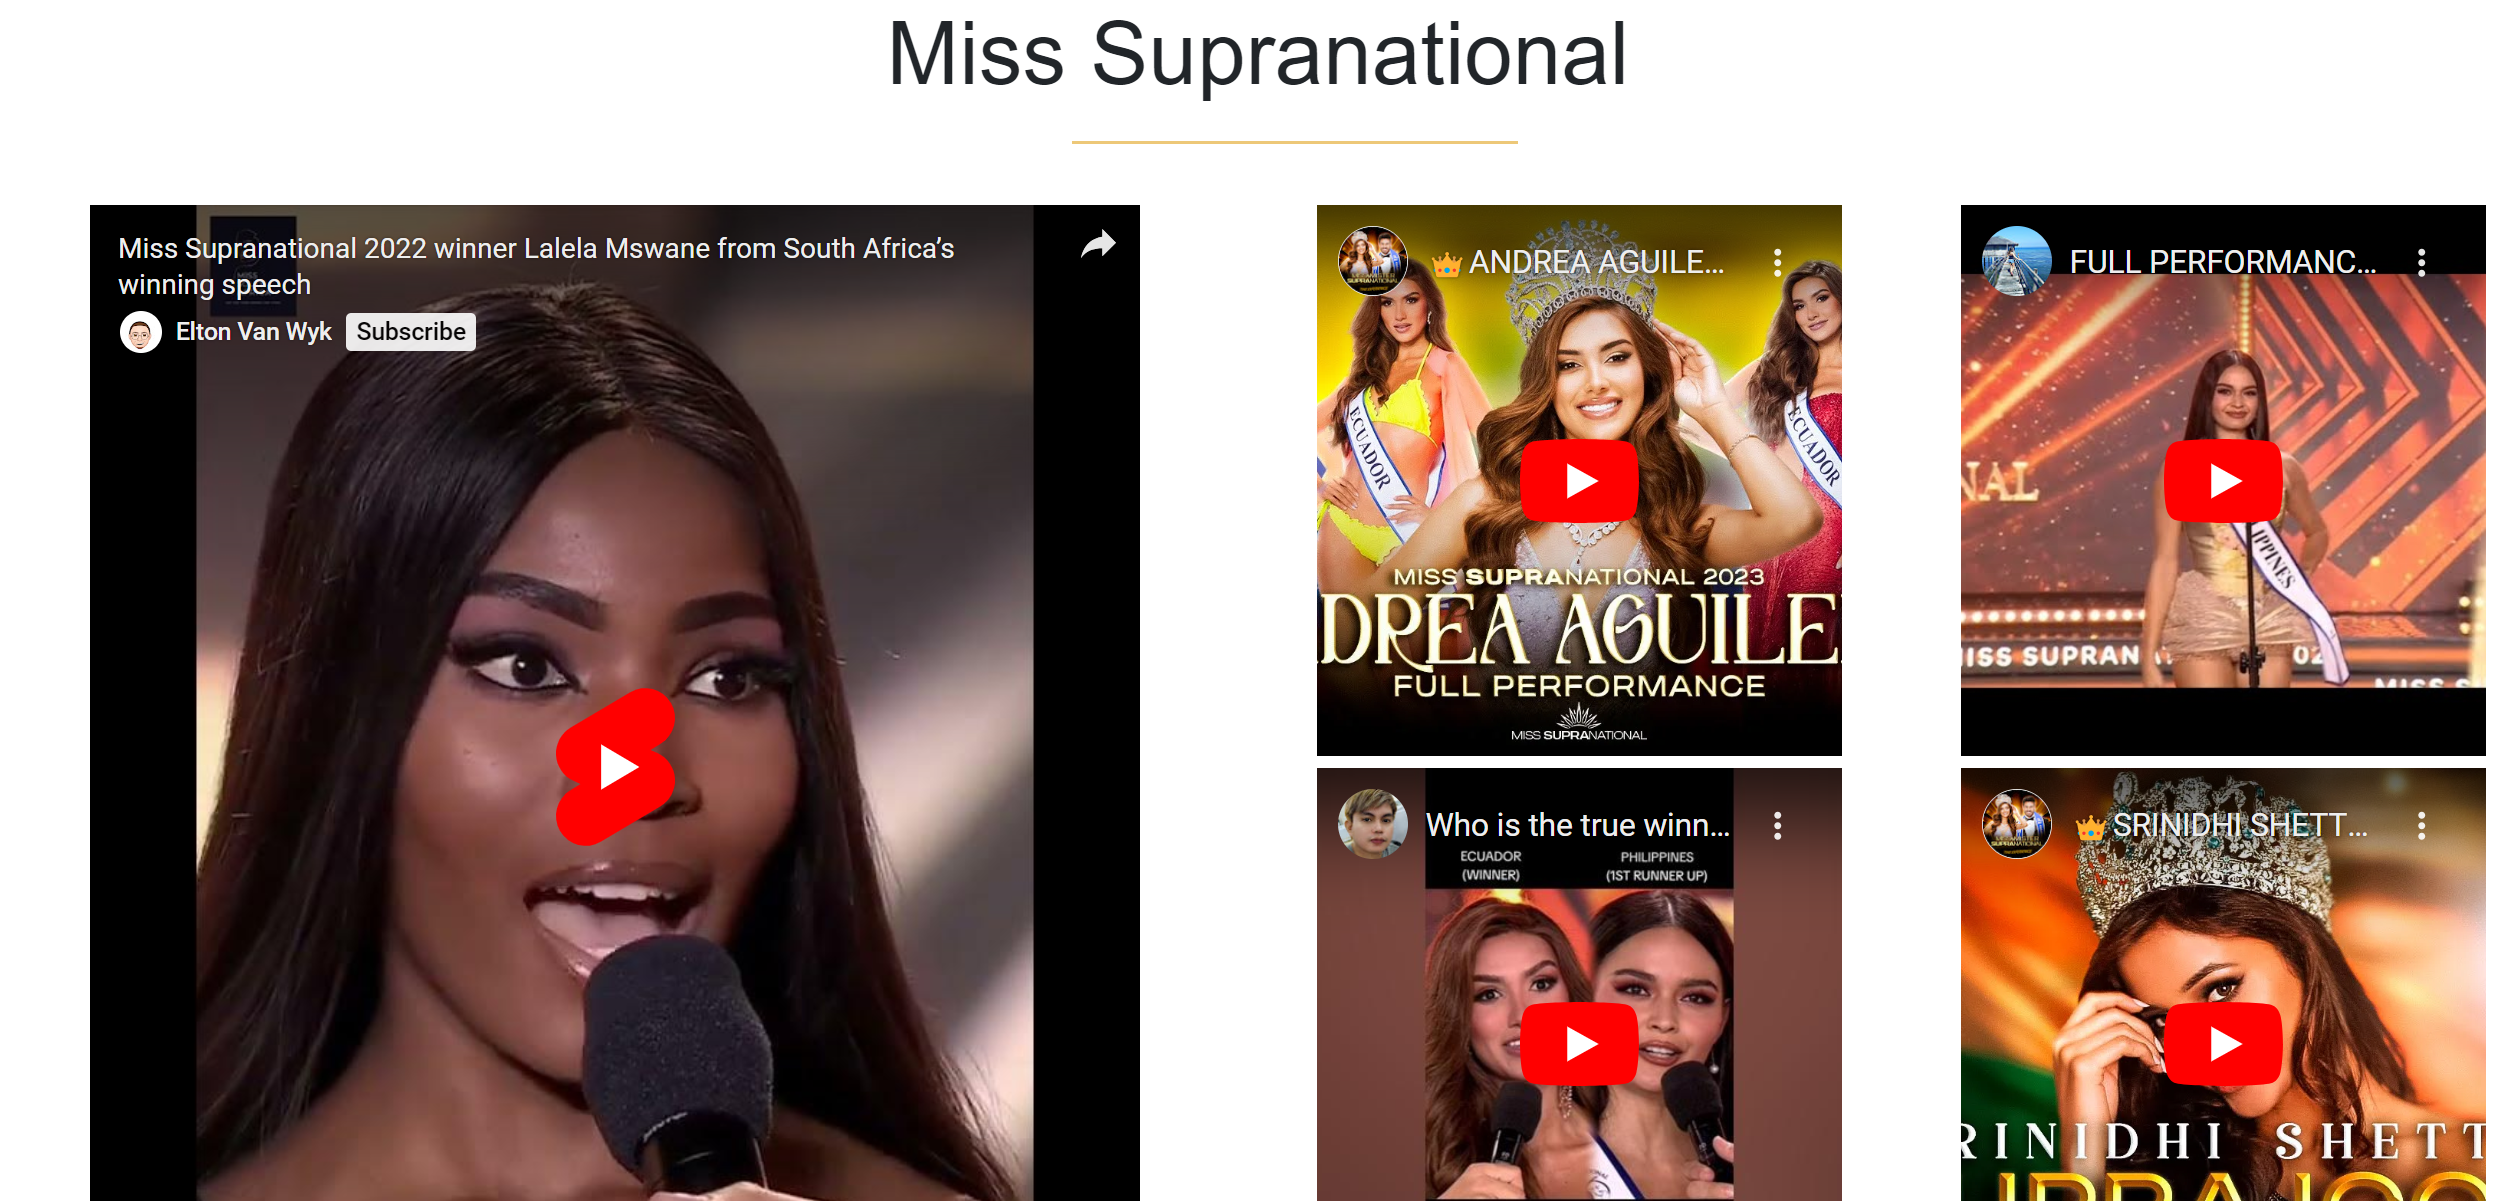 Miss Supranational
Miss Supranational 2022 winner Lalela Mswane from South Africa’s
winning speech
Elton Van Wyk
Subscribe
ANDREA AGUILE...
ECUADOR
ECUADOR
MISS SUPRANATIONAL 2023
DREA AGUILE
FULL PERFORMANCE
MISS SUPRANATIONAL
FULL PERFORMANC...
NAL
IPPINES
ISS SUPRAN
02
MISS S
Who is the true winn...
ECUADOR
(WINNER)
PHILIPPINES
(1ST RUNNER UP)
SRINIDHI SHETT...
RINIDHI SHETT